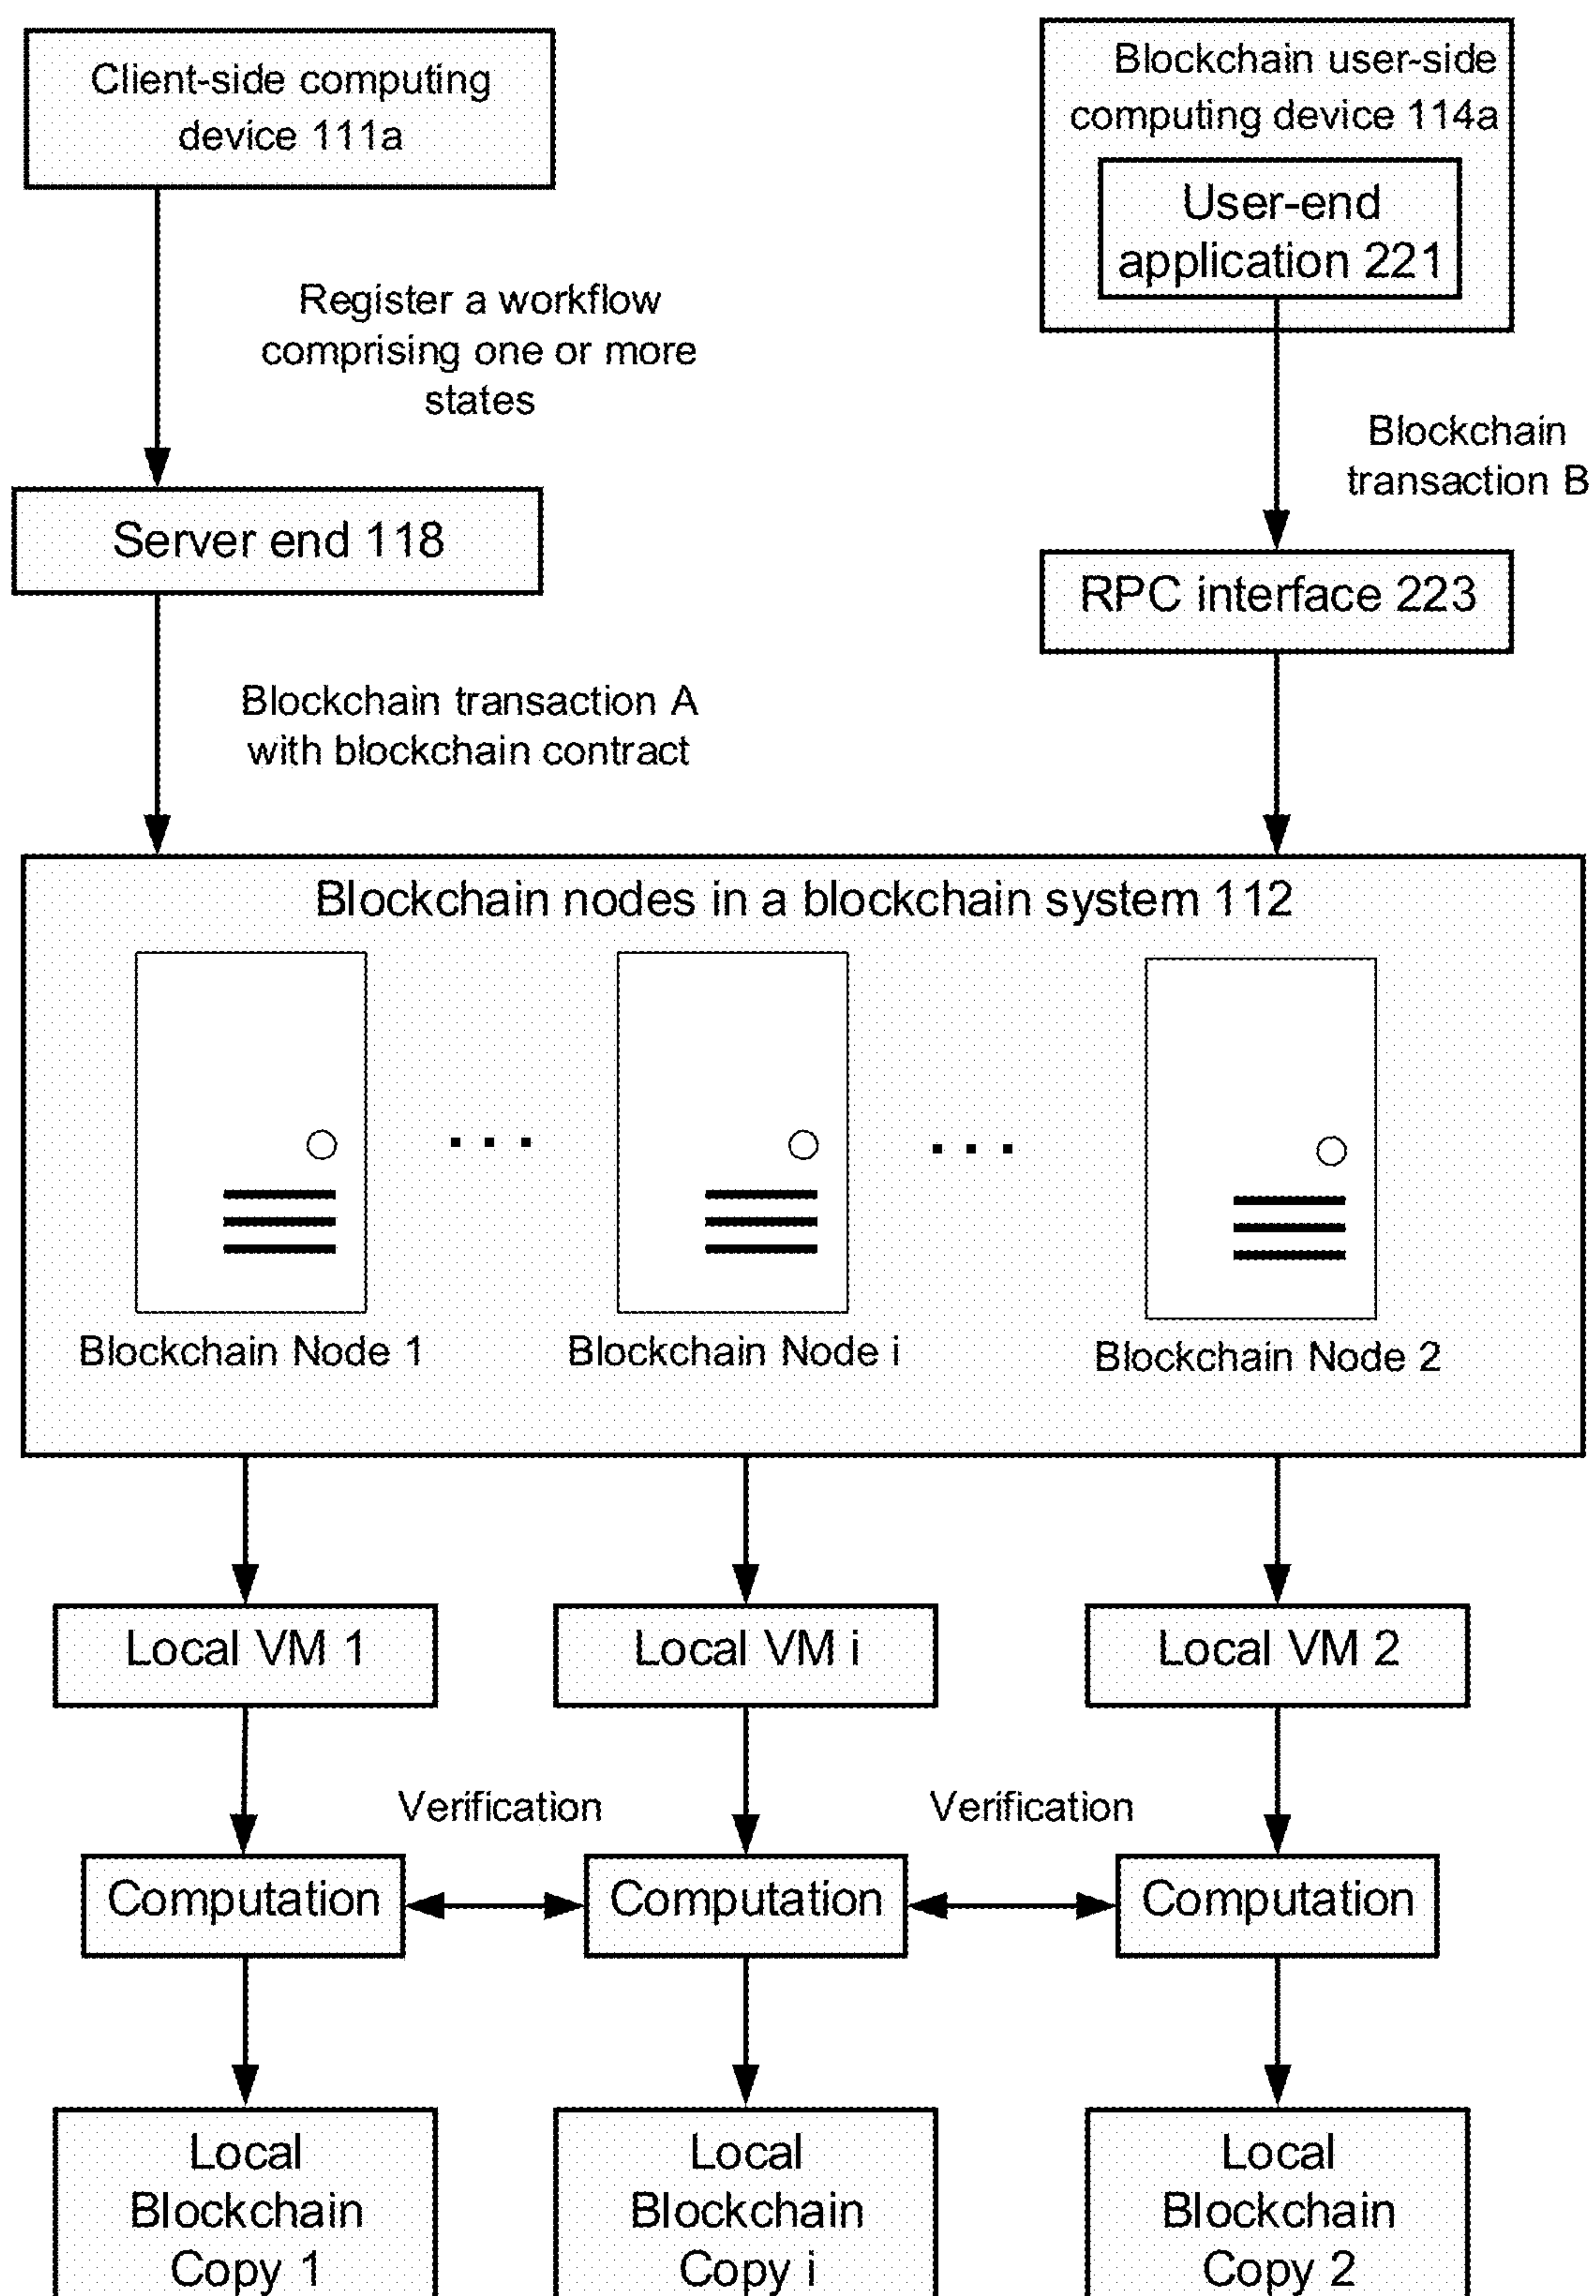 Client-side computing
device 111a
Blockchain user-side
computing device 114a
User-end
application 221
Register a workflow
comprising one or more
states
Blockchain
transaction B
Server end 118
RPC interface 223
Blockchain transaction A
with blockchain contract
Blockchain nodes in a blockchain system 112
. . .
. . .
Blockchain Node 1
Blockchain Node i
Blockchain Node 2
Local VM 1
Local VM i
Local VM 2
Verification
Verification
Computation
Computation
Computation
Local
Blockchain
Copy 1
Local
Blockchain
Copy i
Local
Blockchain
Copy 2